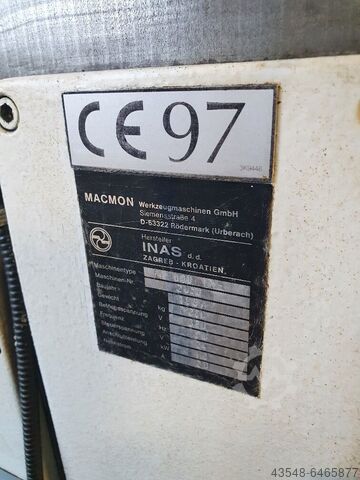 CE 97
3K9446
MACMON Werkzeugmaschinen GmbH
Siemensstraße 4
D-63322 Rödermark (Urberach)
Hersteller
INAS d.d.
ZAGREB - KROATIEN
Maschinentype
Maschinen-Nr.
Baujahr
Gewicht kg
Betriebsspannung V
Frequenz Hz
Steuerspannung V
Anschlußleistung kW
Nennstrom A
43548-6465877